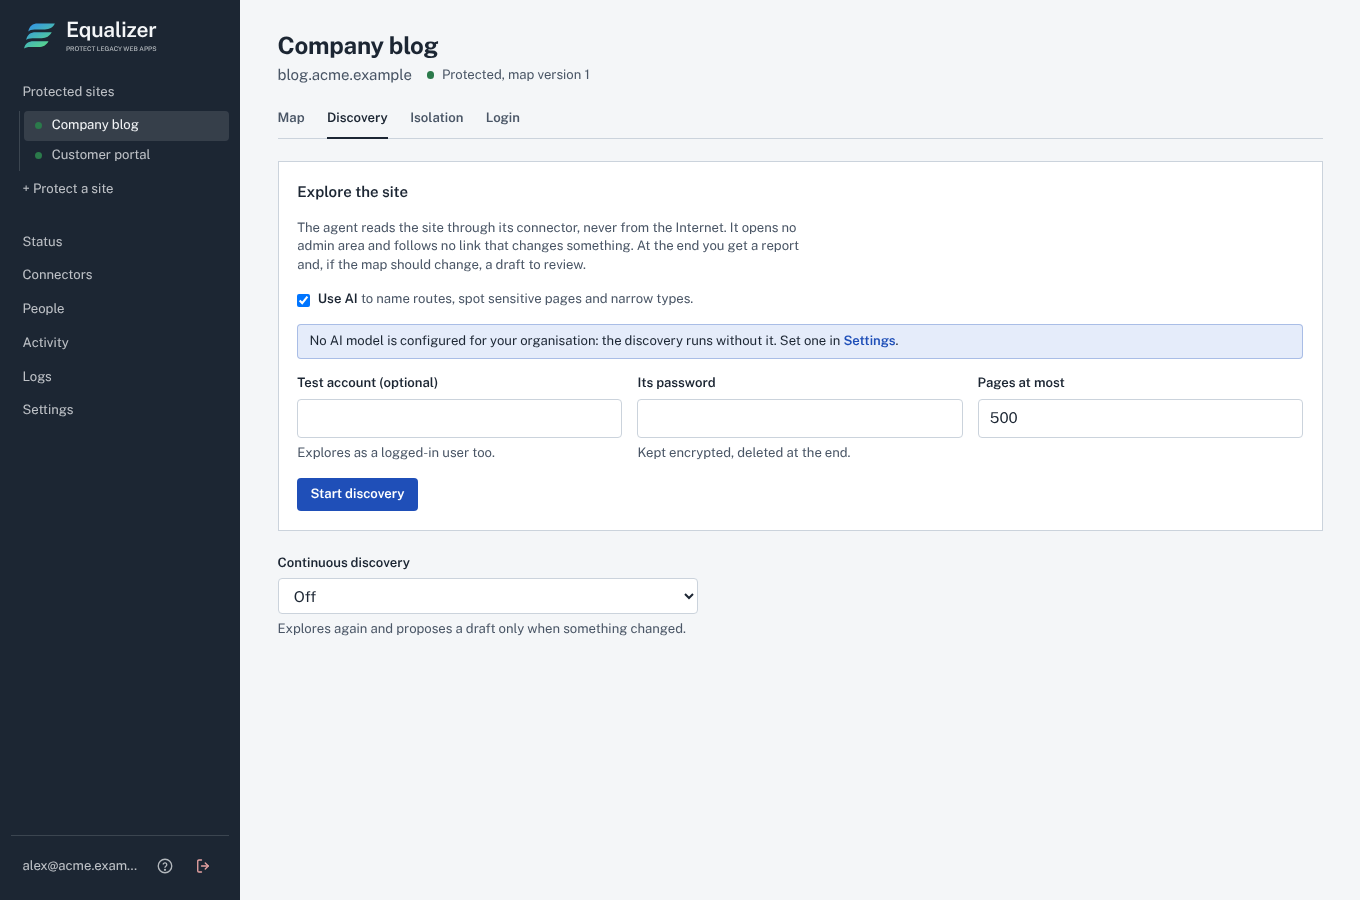 Equalizer
PROTECT LEGACY WEB APPS
Protected sites
Company blog
Customer portal
+ Protect a site
Status
Connectors
People
Activity
Logs
Settings
alex@acme.exam...
Company blog
blog.acme.example
Protected, map version 1
Map Discovery Isolation Login
Explore the site
The agent reads the site through its connector, never from the Internet. It opens no
admin area and follows no link that changes something. At the end you get a report
and, if the map should change, a draft to review.
Use AI to name routes, spot sensitive pages and narrow types.
No AI model is configured for your organisation: the discovery runs without it. Set one in Settings.
Test account (optional)
Explores as a logged-in user too.
Its password
Kept encrypted, deleted at the end.
Pages at most
500
Start discovery
Continuous discovery
Off
Explores again and proposes a draft only when something changed.